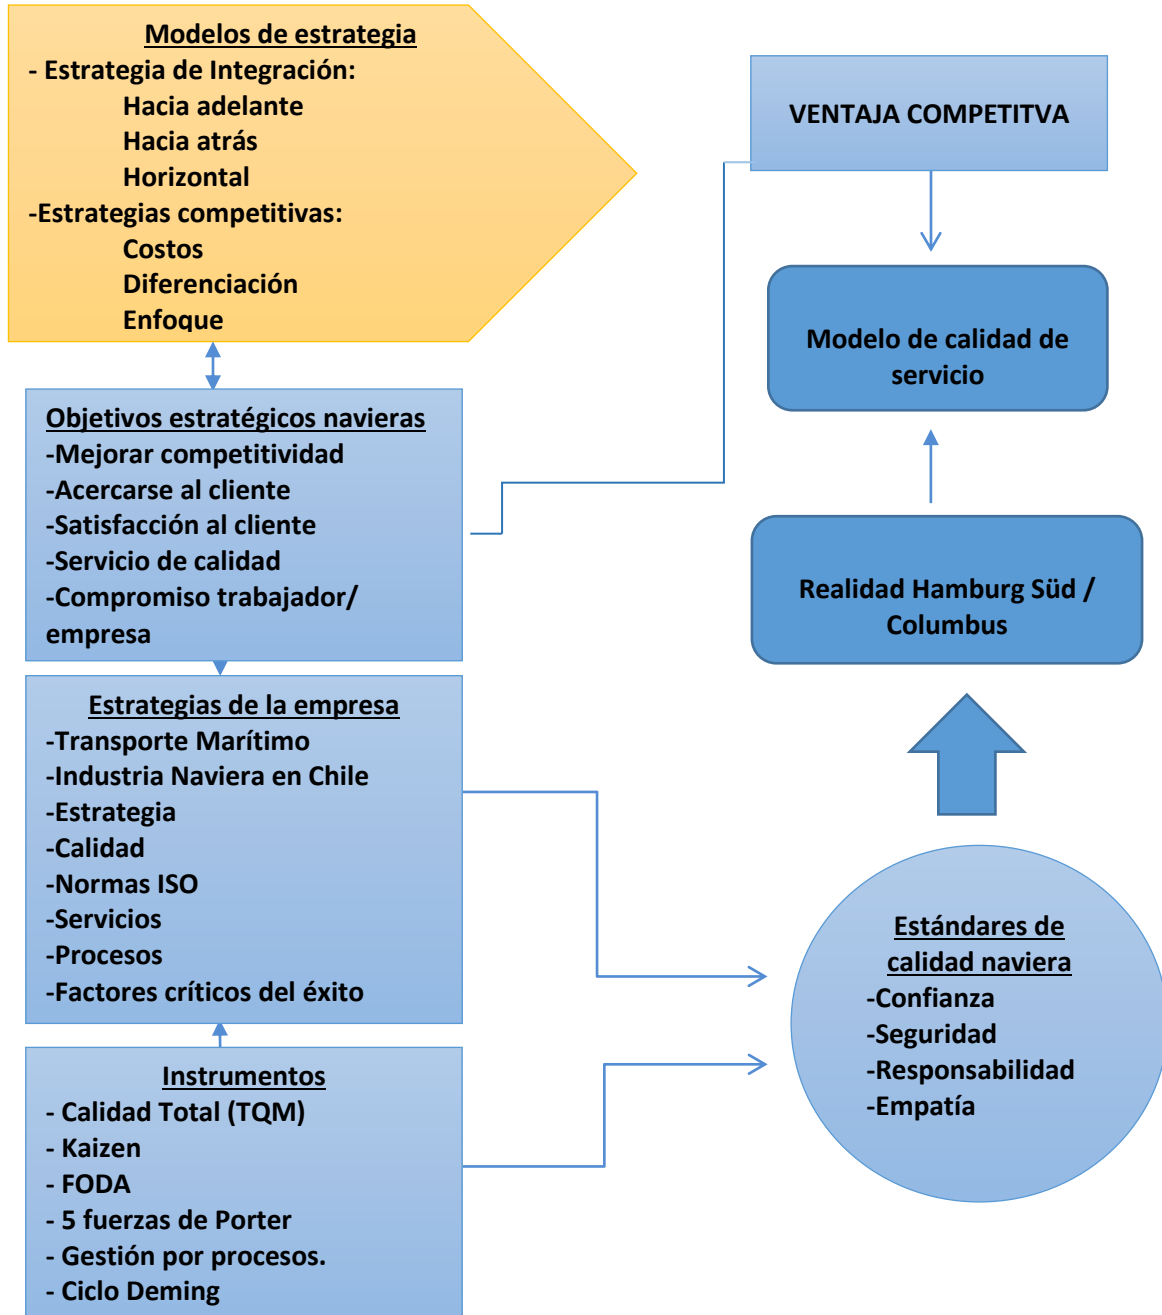 Modelos de estrategia
- Estrategia de Integración:
Hacia adelante
Hacia atrás
Horizontal
-Estrategias competitivas:
Costos
Diferenciación
Enfoque
VENTAJA COMPETITVA
Modelo de calidad de
servicio
Objetivos estratégicos navieras
-Mejorar competitividad
-Acercarse al cliente
-Satisfacción al cliente
-Servicio de calidad
-Compromiso trabajador/
empresa
Realidad Hamburg Süd /
Columbus
Estrategias de la empresa
-Transporte Marítimo
-Industria Naviera en Chile
-Estrategia
-Calidad
-Normas ISO
-Servicios
-Procesos
-Factores críticos del éxito
Estándares de
calidad naviera
-Confianza
-Seguridad
-Responsabilidad
-Empatía
Instrumentos
- Calidad Total (TQM)
- Kaizen
- FODA
- 5 fuerzas de Porter
- Gestión por procesos.
- Ciclo Deming